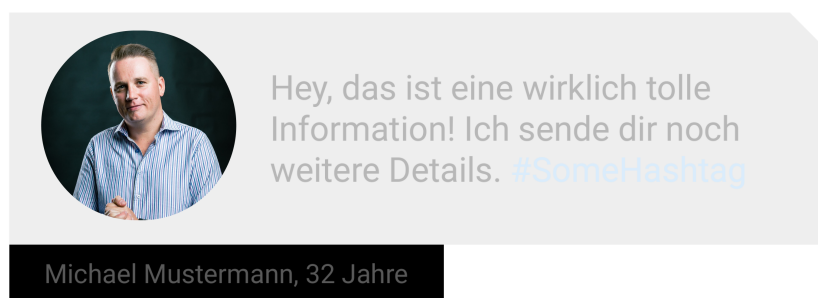 Hey, das ist eine wirklich tolle
Information! Ich sende dir noch
weitere Details. #SomeHashtag
Michael Mustermann, 32 Jahre